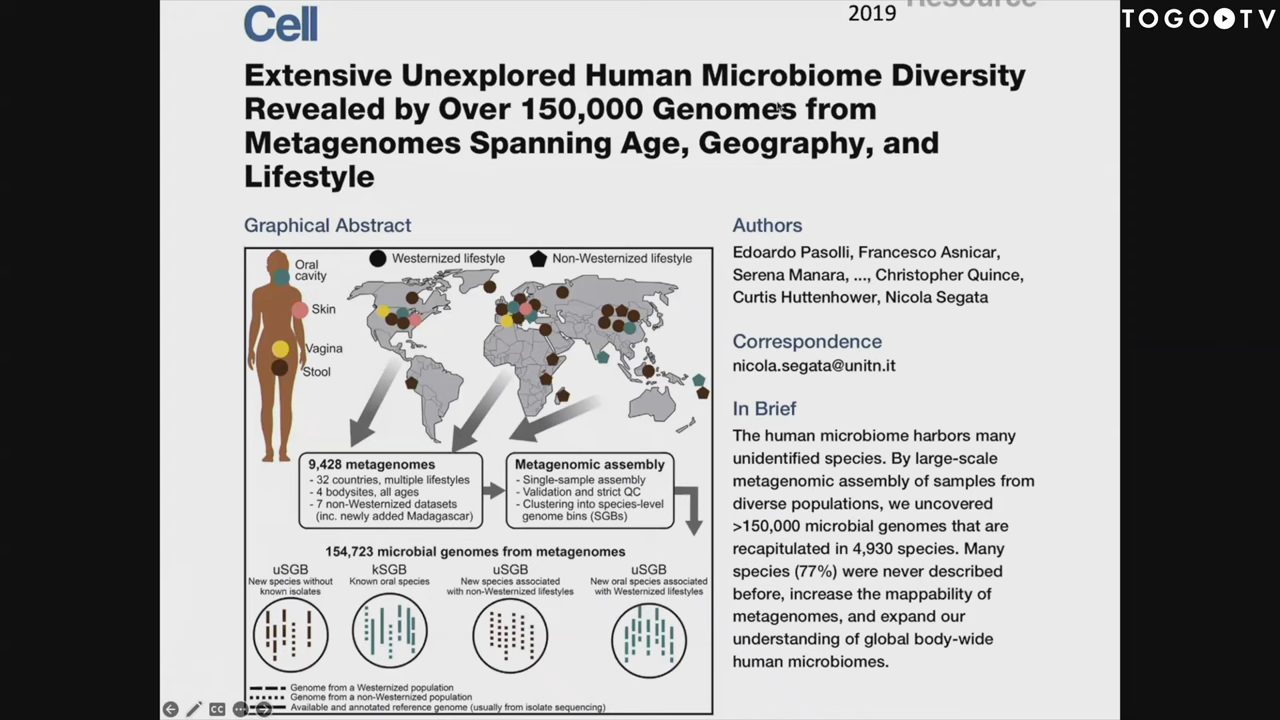 Resource
2019
TOGO TV
Cell
Extensive Unexplored Human Microbiome Diversity
Revealed by Over 150,000 Genomes from
Metagenomes Spanning Age, Geography, and
Lifestyle
Graphical Abstract
Oral
cavity
Skin
Vagina
Stool
Westernized lifestyle
Non-Westernized lifestyle
9,428 metagenomes
- 32 countries, multiple lifestyles
- 4 bodysites, all ages
- 7 non-Westernized datasets
(inc. newly added Madagascar)
Metagenomic assembly
- Single-sample assembly
- Validation and strict QC
- Clustering into species-level
genome bins (SGBs)
154,723 microbial genomes from metagenomes
uSGB
New species without
known isolates
kSGB
Known oral species
uSGB
New species associated
with non-Westernized lifestyles
uSGB
New oral species associated
with Westernized lifestyles
Genome from a Westernized population
Genome from a non-Westernized population
Available and annotated reference genome (usually from isolate sequencing)
CC
Authors
Edoardo Pasolli, Francesco Asnicar,
Serena Manara, ..., Christopher Quince,
Curtis Huttenhower, Nicola Segata
Correspondence
nicola.segata@unitn.it
In Brief
The human microbiome harbors many
unidentified species. By large-scale
metagenomic assembly of samples from
diverse populations, we uncovered
>150,000 microbial genomes that are
recapitulated in 4,930 species. Many
species (77%) were never described
before, increase the mappability of
metagenomes, and expand our
understanding of global body-wide
human microbiomes.